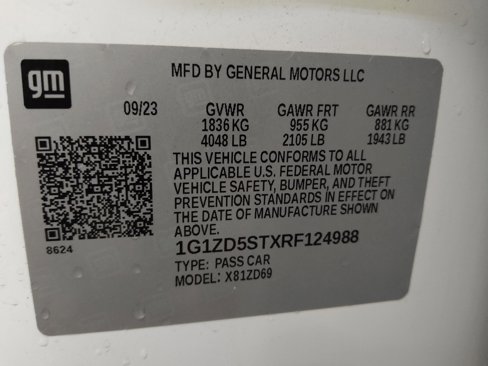 gm
MFD BY GENERAL MOTORS LLC
09/23 GVWR GAWR FRT GAWR RR
1836 KG 955 KG 881 KG
4048 LB 2105 LB 1943 LB
THIS VEHICLE CONFORMS TO ALL
APPLICABLE U.S. FEDERAL MOTOR
VEHICLE SAFETY, BUMPER, AND THEFT
PREVENTION STANDARDS IN EFFECT ON
THE DATE OF MANUFACTURE SHOWN
ABOVE.
8624
1G1ZD5STXRF124988
TYPE: PASS CAR
MODEL: X81ZD69